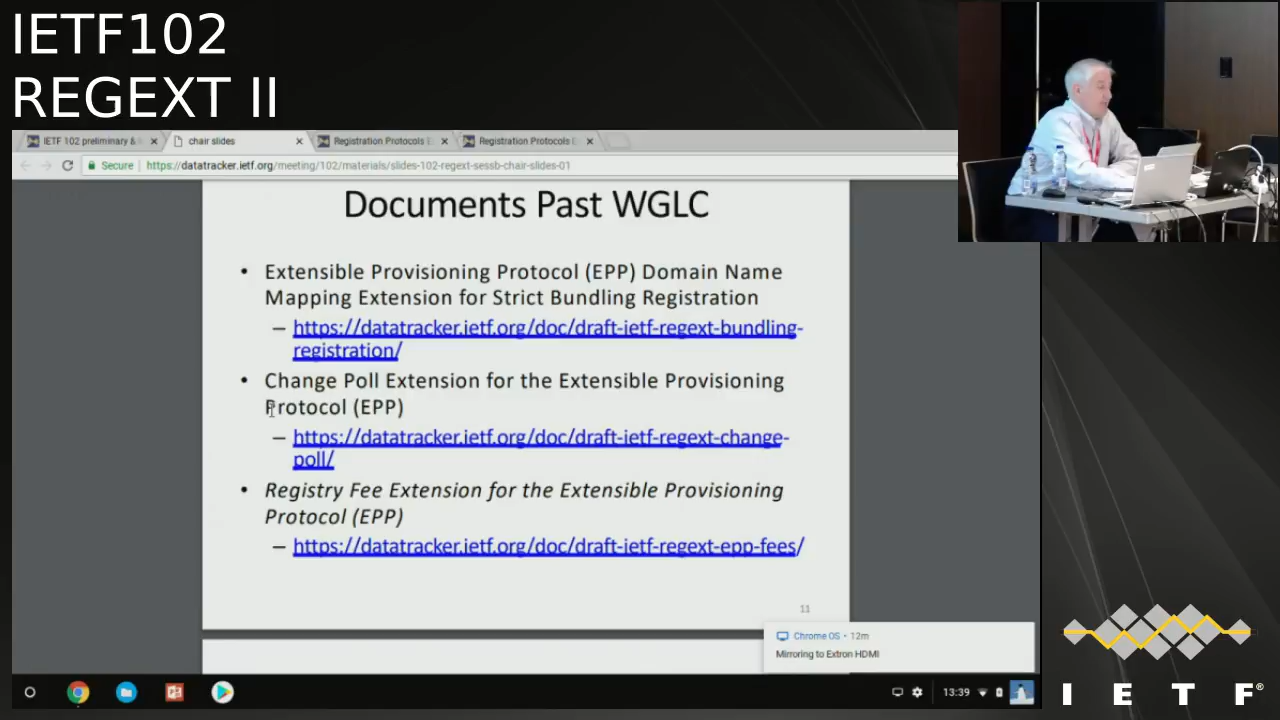 IETF102
REGEXT II
IETF 102 preliminary &
chair slides
Registration Protocols E
Registration Protocols E
Secure
https://datatracker.ietf.org/meeting/102/materials/slides-102-regext-sessb-chair-slides-01
Documents Past WGLC
• Extensible Provisioning Protocol (EPP) Domain Name
Mapping Extension for Strict Bundling Registration
– https://datatracker.ietf.org/doc/draft-ietf-regext-bundling-
registration/
• Change Poll Extension for the Extensible Provisioning
Protocol (EPP)
– https://datatracker.ietf.org/doc/draft-ietf-regext-change-
poll/
• Registry Fee Extension for the Extensible Provisioning
Protocol (EPP)
– https://datatracker.ietf.org/doc/draft-ietf-regext-epp-fees/
11
Chrome OS • 12m
Mirroring to Extron HDMI
13:39
I E T F®